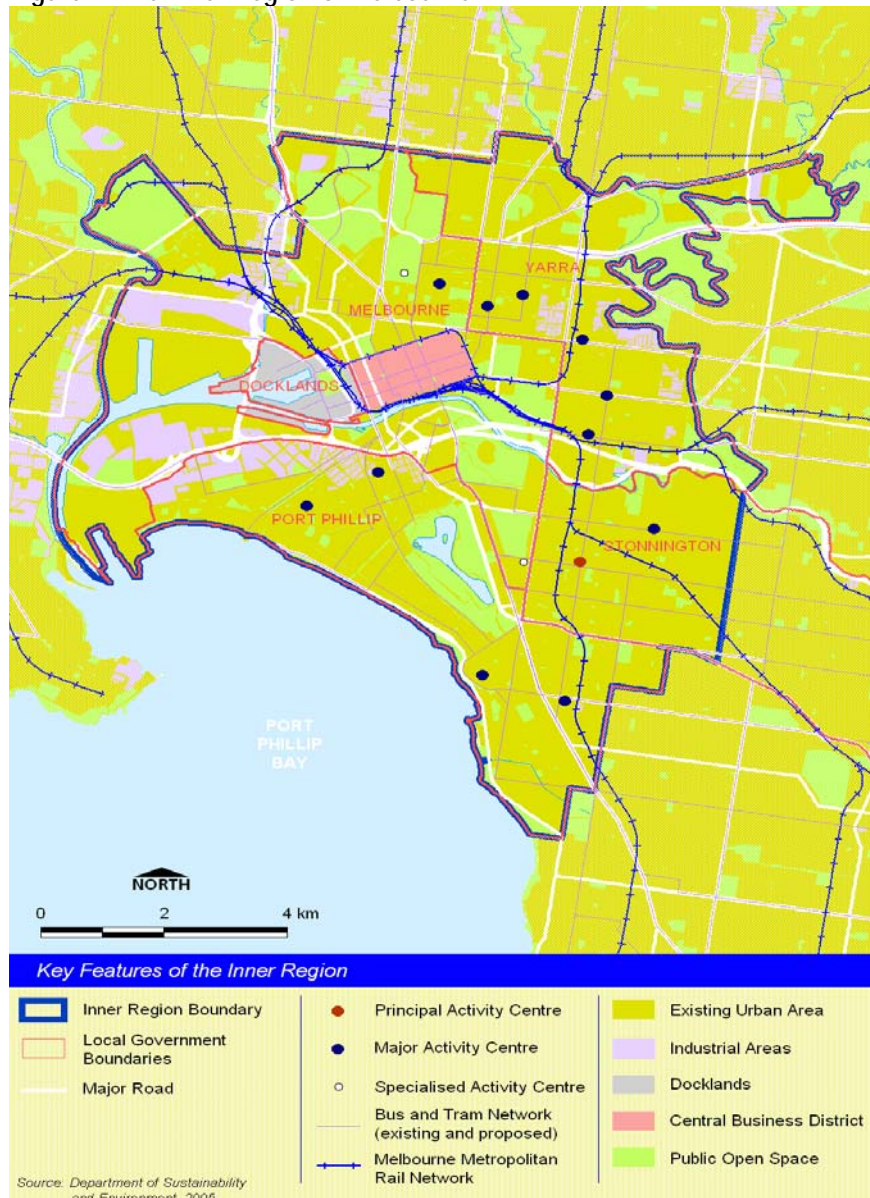 YARRA
MELBOURNE
DOCKLANDS
PORT PHILLIP
STONNINGTON
PORT
PHILLIP
BAY
NORTH
0 2 4 km
Key Features of the Inner Region
Inner Region Boundary
Local Government
Boundaries
Major Road
Principal Activity Centre
Major Activity Centre
Specialised Activity Centre
Bus and Tram Network
(existing and proposed)
Melbourne Metropolitan
Rail Network
Existing Urban Area
Industrial Areas
Docklands
Central Business District
Public Open Space
Source: Department of Sustainability
and Environment, 2005